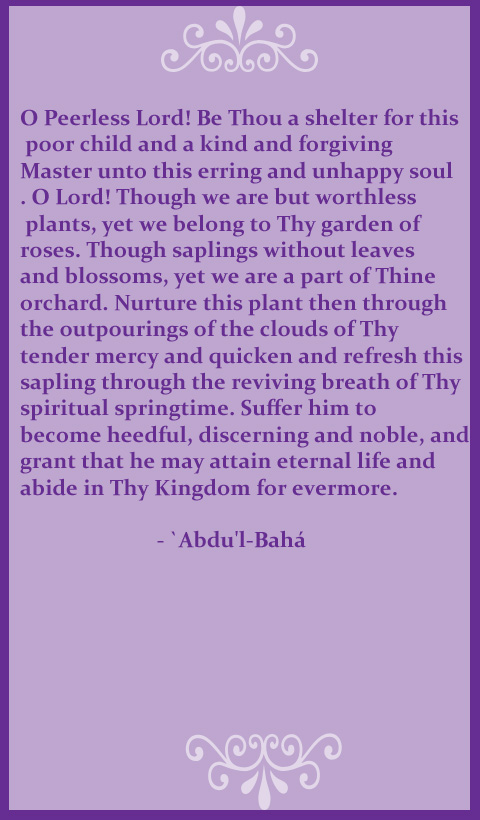 O Peerless Lord! Be Thou a shelter for this
poor child and a kind and forgiving
Master unto this erring and unhappy soul
. O Lord! Though we are but worthless
plants, yet we belong to Thy garden of
roses. Though saplings without leaves
and blossoms, yet we are a part of Thine
orchard. Nurture this plant then through
the outpourings of the clouds of Thy
tender mercy and quicken and refresh this
sapling through the reviving breath of Thy
spiritual springtime. Suffer him to
become heedful, discerning and noble, and
grant that he may attain eternal life and
abide in Thy Kingdom for evermore.
- `Abdu'l-Bahá